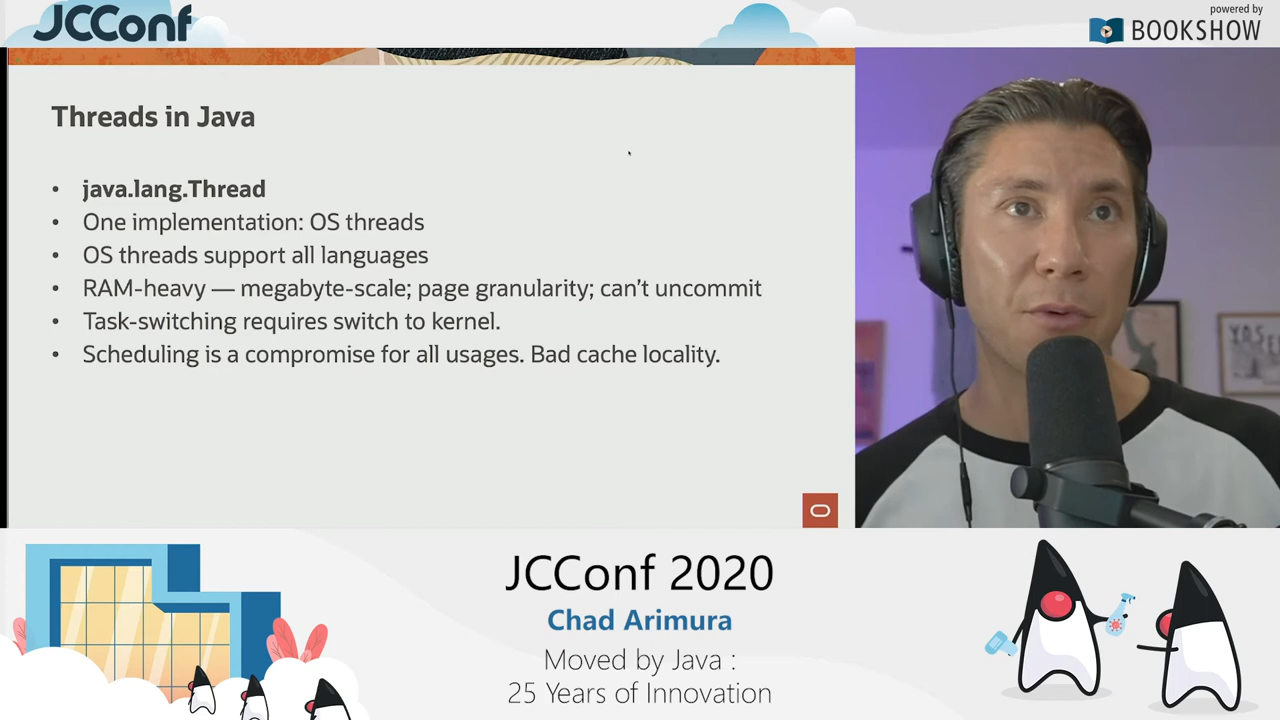 JCConf
powered by
BOOKSHOW
Threads in Java
• java.lang.Thread
• One implementation: OS threads
• OS threads support all languages
• RAM-heavy — megabyte-scale; page granularity; can't uncommit
• Task-switching requires switch to kernel.
• Scheduling is a compromise for all usages. Bad cache locality.
JCConf 2020
Chad Arimura
Moved by Java :
25 Years of Innovation